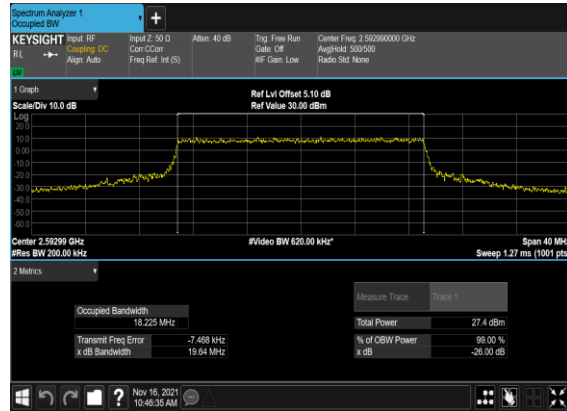 Spectrum Analyzer 1
Occupied BW
KEYSIGHT
RL
Input: RF
Coupling: DC
Align: Auto
Input Z: 50 Ω
Corr CCorr
Freq Ref: Int (S)
Atten: 40 dB
Trig: Free Run
Gate: Off
#IF Gain: Low
Center Freq: 2.592990000 GHz
Avg|Hold: 500/500
Radio Std: None
1 Graph
Scale/Div 10.0 dB
Ref Lvl Offset 5.10 dB
Ref Value 30.00 dBm
Log
20.0
10.0
0.00
-10.0
-20.0
-30.0
-40.0
-50.0
-60.0
Center 2.59299 GHz
#Res BW 200.00 kHz
#Video BW 620.00 kHz*
Span 40 MHz
Sweep 1.27 ms (1001 pts
2 Metrics
Measure Trace
Trace 1
Occupied Bandwidth
18.225 MHz
Total Power
27.4 dBm
Transmit Freq Error
-7.468 kHz
% of OBW Power
99.00 %
x dB Bandwidth
19.64 MHz
x dB
-26.00 dB
?
Nov 16, 2021
10:46:35 AM